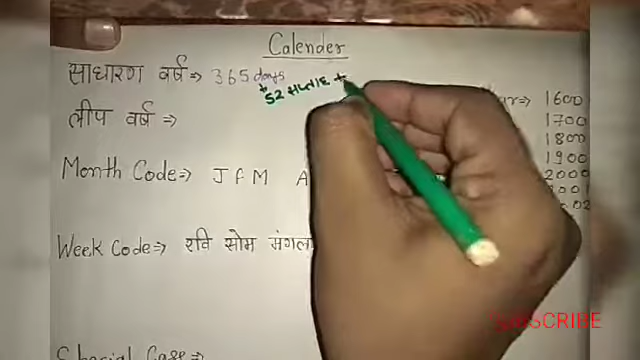 Calender
साधारण वर्ष ⇒ 365 days
52 सप्ताह +
लीप वर्ष ⇒
Month Code ⇒ J F M A
Week Code ⇒ रवि सोम मंगल
⇒ 1600
1700
1800
1900
2000
SUBSCRIBE